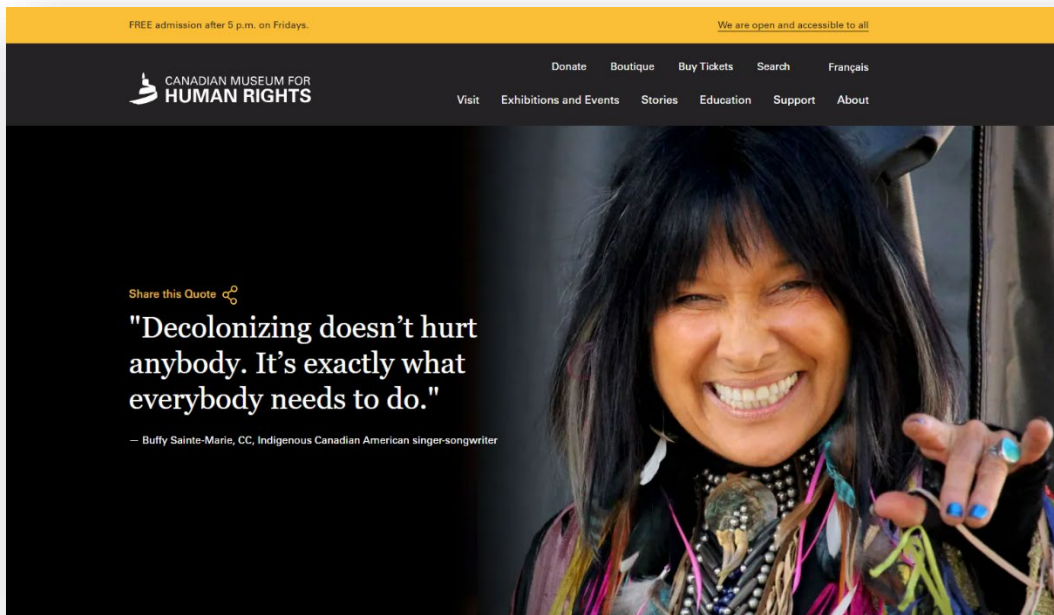 FREE admission after 5 p.m. on Fridays.
We are open and accessible to all
CANADIAN MUSEUM FOR
HUMAN RIGHTS
Donate Boutique Buy Tickets Search Français
Visit Exhibitions and Events Stories Education Support About
Share this Quote
"Decolonizing doesn’t hurt
anybody. It’s exactly what
everybody needs to do."
— Buffy Sainte-Marie, CC, Indigenous Canadian American singer-songwriter